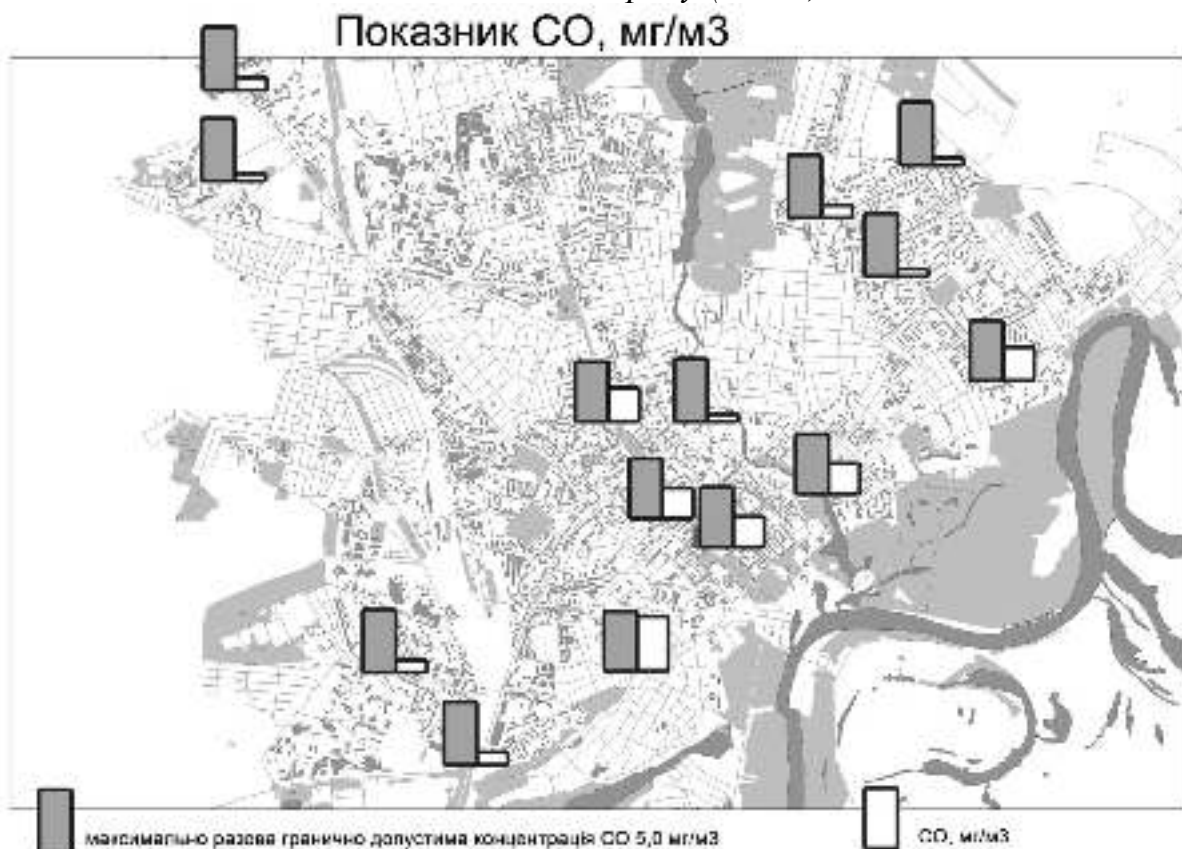 Показник СО, мг/м3
максимально разова гранично допустима концентрація СО 5,0 мг/м3
СО, мг/м3